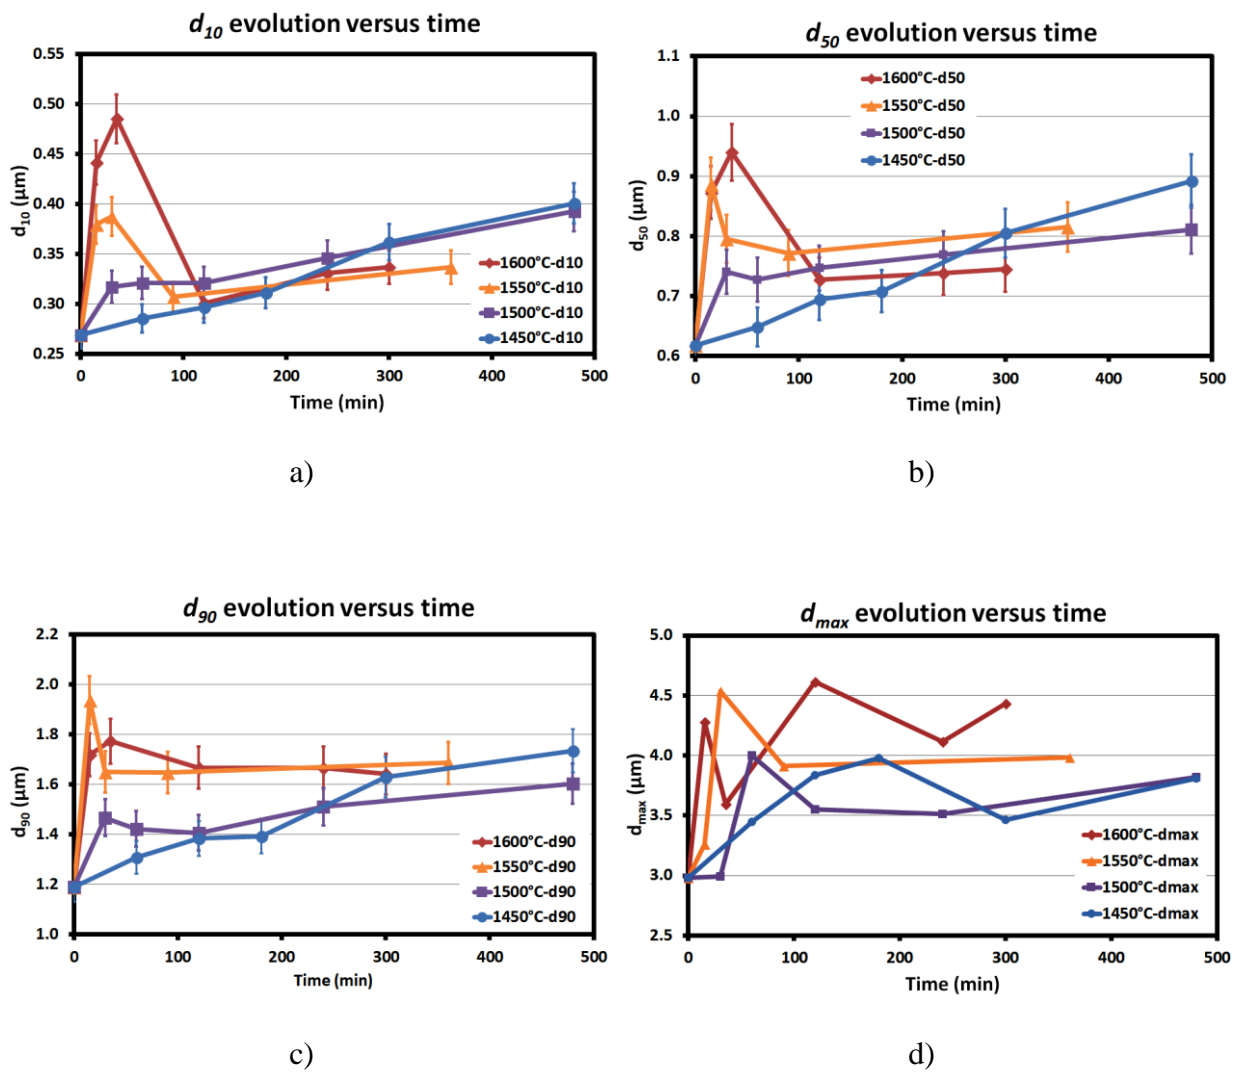 d10 evolution versus time
0.55
0.50
0.45
0.40
0.35
0.30
0.25
d10 (µm)
1600°C-d10
1550°C-d10
1500°C-d10
1450°C-d10
0 100 200 300 400 500
Time (min)
a)
d50 evolution versus time
1.1
1.0
0.9
0.8
0.7
0.6
d50 (µm)
1600°C-d50
1550°C-d50
1500°C-d50
1450°C-d50
0 100 200 300 400 500
Time (min)
b)
d90 evolution versus time
2.2
2.0
1.8
1.6
1.4
1.2
1.0
d90 (µm)
1600°C-d90
1550°C-d90
1500°C-d90
1450°C-d90
0 100 200 300 400 500
Time (min)
c)
dmax evolution versus time
5.0
4.5
4.0
3.5
3.0
2.5
dmax (µm)
1600°C-dmax
1550°C-dmax
1500°C-dmax
1450°C-dmax
0 100 200 300 400 500
Time (min)
d)